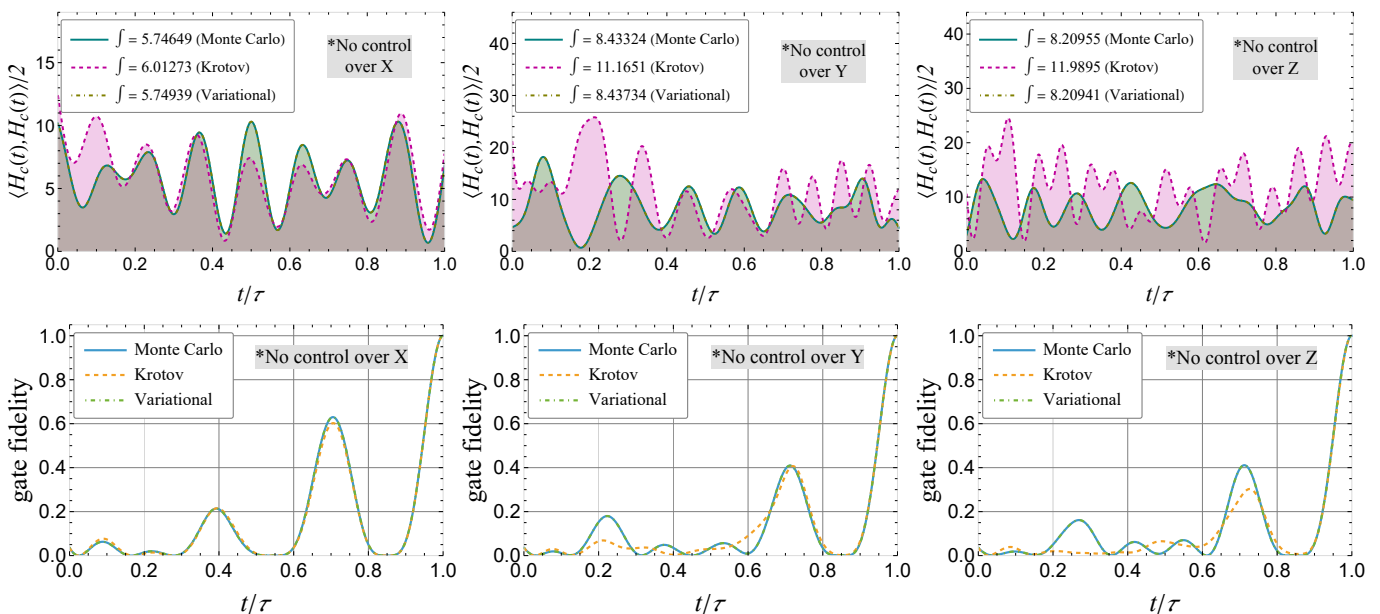 ∫ = 5.74649 (Monte Carlo)
∫ = 6.01273 (Krotov)
∫ = 5.74939 (Variational)
*No control
over X
⟨H_c(t),H_c(t)⟩/2
15
10
5
0
0.0 0.2 0.4 0.6 0.8 1.0
t/τ
∫ = 8.43324 (Monte Carlo)
∫ = 11.1651 (Krotov)
∫ = 8.43734 (Variational)
*No control
over Y
⟨H_c(t),H_c(t)⟩/2
40
30
20
10
0
0.0 0.2 0.4 0.6 0.8 1.0
t/τ
∫ = 8.20955 (Monte Carlo)
∫ = 11.9895 (Krotov)
∫ = 8.20941 (Variational)
*No control
over Z
⟨H_c(t),H_c(t)⟩/2
40
30
20
10
0
0.0 0.2 0.4 0.6 0.8 1.0
t/τ
Monte Carlo
Krotov
Variational
*No control over X
gate fidelity
1.0
0.8
0.6
0.4
0.2
0.0
0.0 0.2 0.4 0.6 0.8 1.0
t/τ
Monte Carlo
Krotov
Variational
*No control over Y
gate fidelity
1.0
0.8
0.6
0.4
0.2
0.0
0.0 0.2 0.4 0.6 0.8 1.0
t/τ
Monte Carlo
Krotov
Variational
*No control over Z
gate fidelity
1.0
0.8
0.6
0.4
0.2
0.0
0.0 0.2 0.4 0.6 0.8 1.0
t/τ